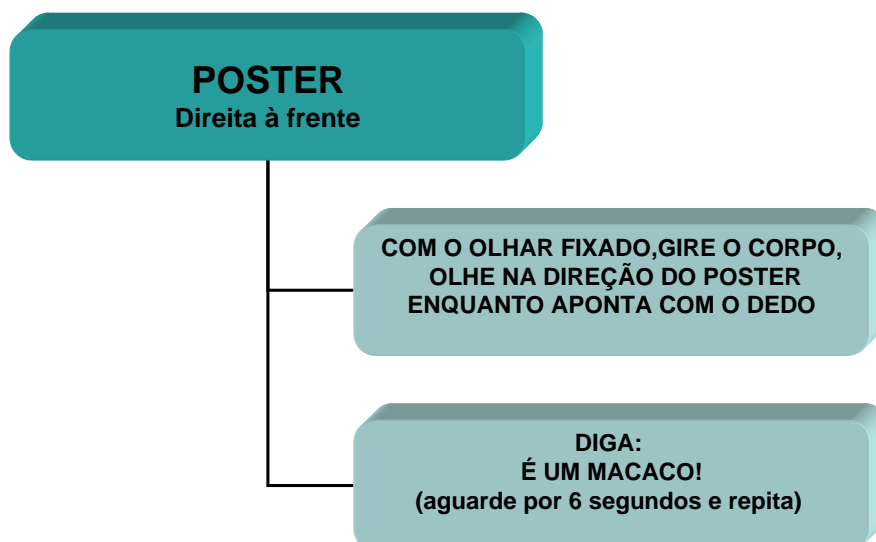 POSTER
Direita à frente
COM O OLHAR FIXADO,GIRE O CORPO,
OLHE NA DIREÇÃO DO POSTER
ENQUANTO APONTA COM O DEDO
DIGA:
É UM MACACO!
(aguarde por 6 segundos e repita)